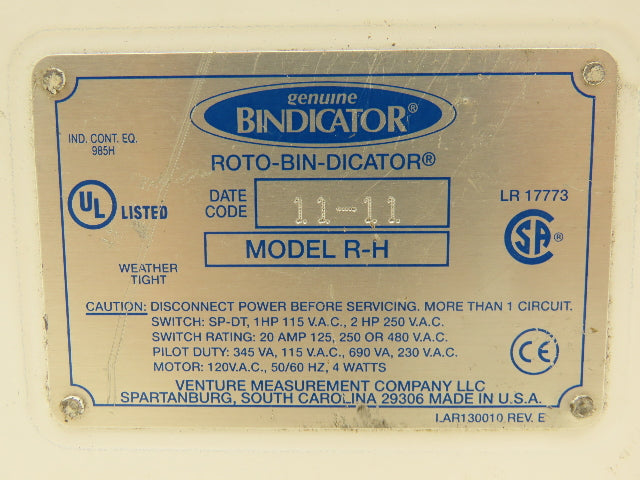 genuine
BINDICATOR®
IND. CONT. EQ.
985H
ROTO-BIN-DICATOR®
UL LISTED
DATE
CODE
11-11
LR 17773
CSA®
MODEL R-H
WEATHER
TIGHT
CAUTION: DISCONNECT POWER BEFORE SERVICING. MORE THAN 1 CIRCUIT.
SWITCH: SP-DT, 1HP 115 V.A.C., 2 HP 250 V.A.C.
SWITCH RATING: 20 AMP 125, 250 OR 480 V.A.C.
PILOT DUTY: 345 VA, 115 V.A.C., 690 VA, 230 V.A.C.
MOTOR: 120V.A.C., 50/60 HZ, 4 WATTS
CE
VENTURE MEASUREMENT COMPANY LLC
SPARTANBURG, SOUTH CAROLINA 29306 MADE IN U.S.A.
LAR130010 REV. E